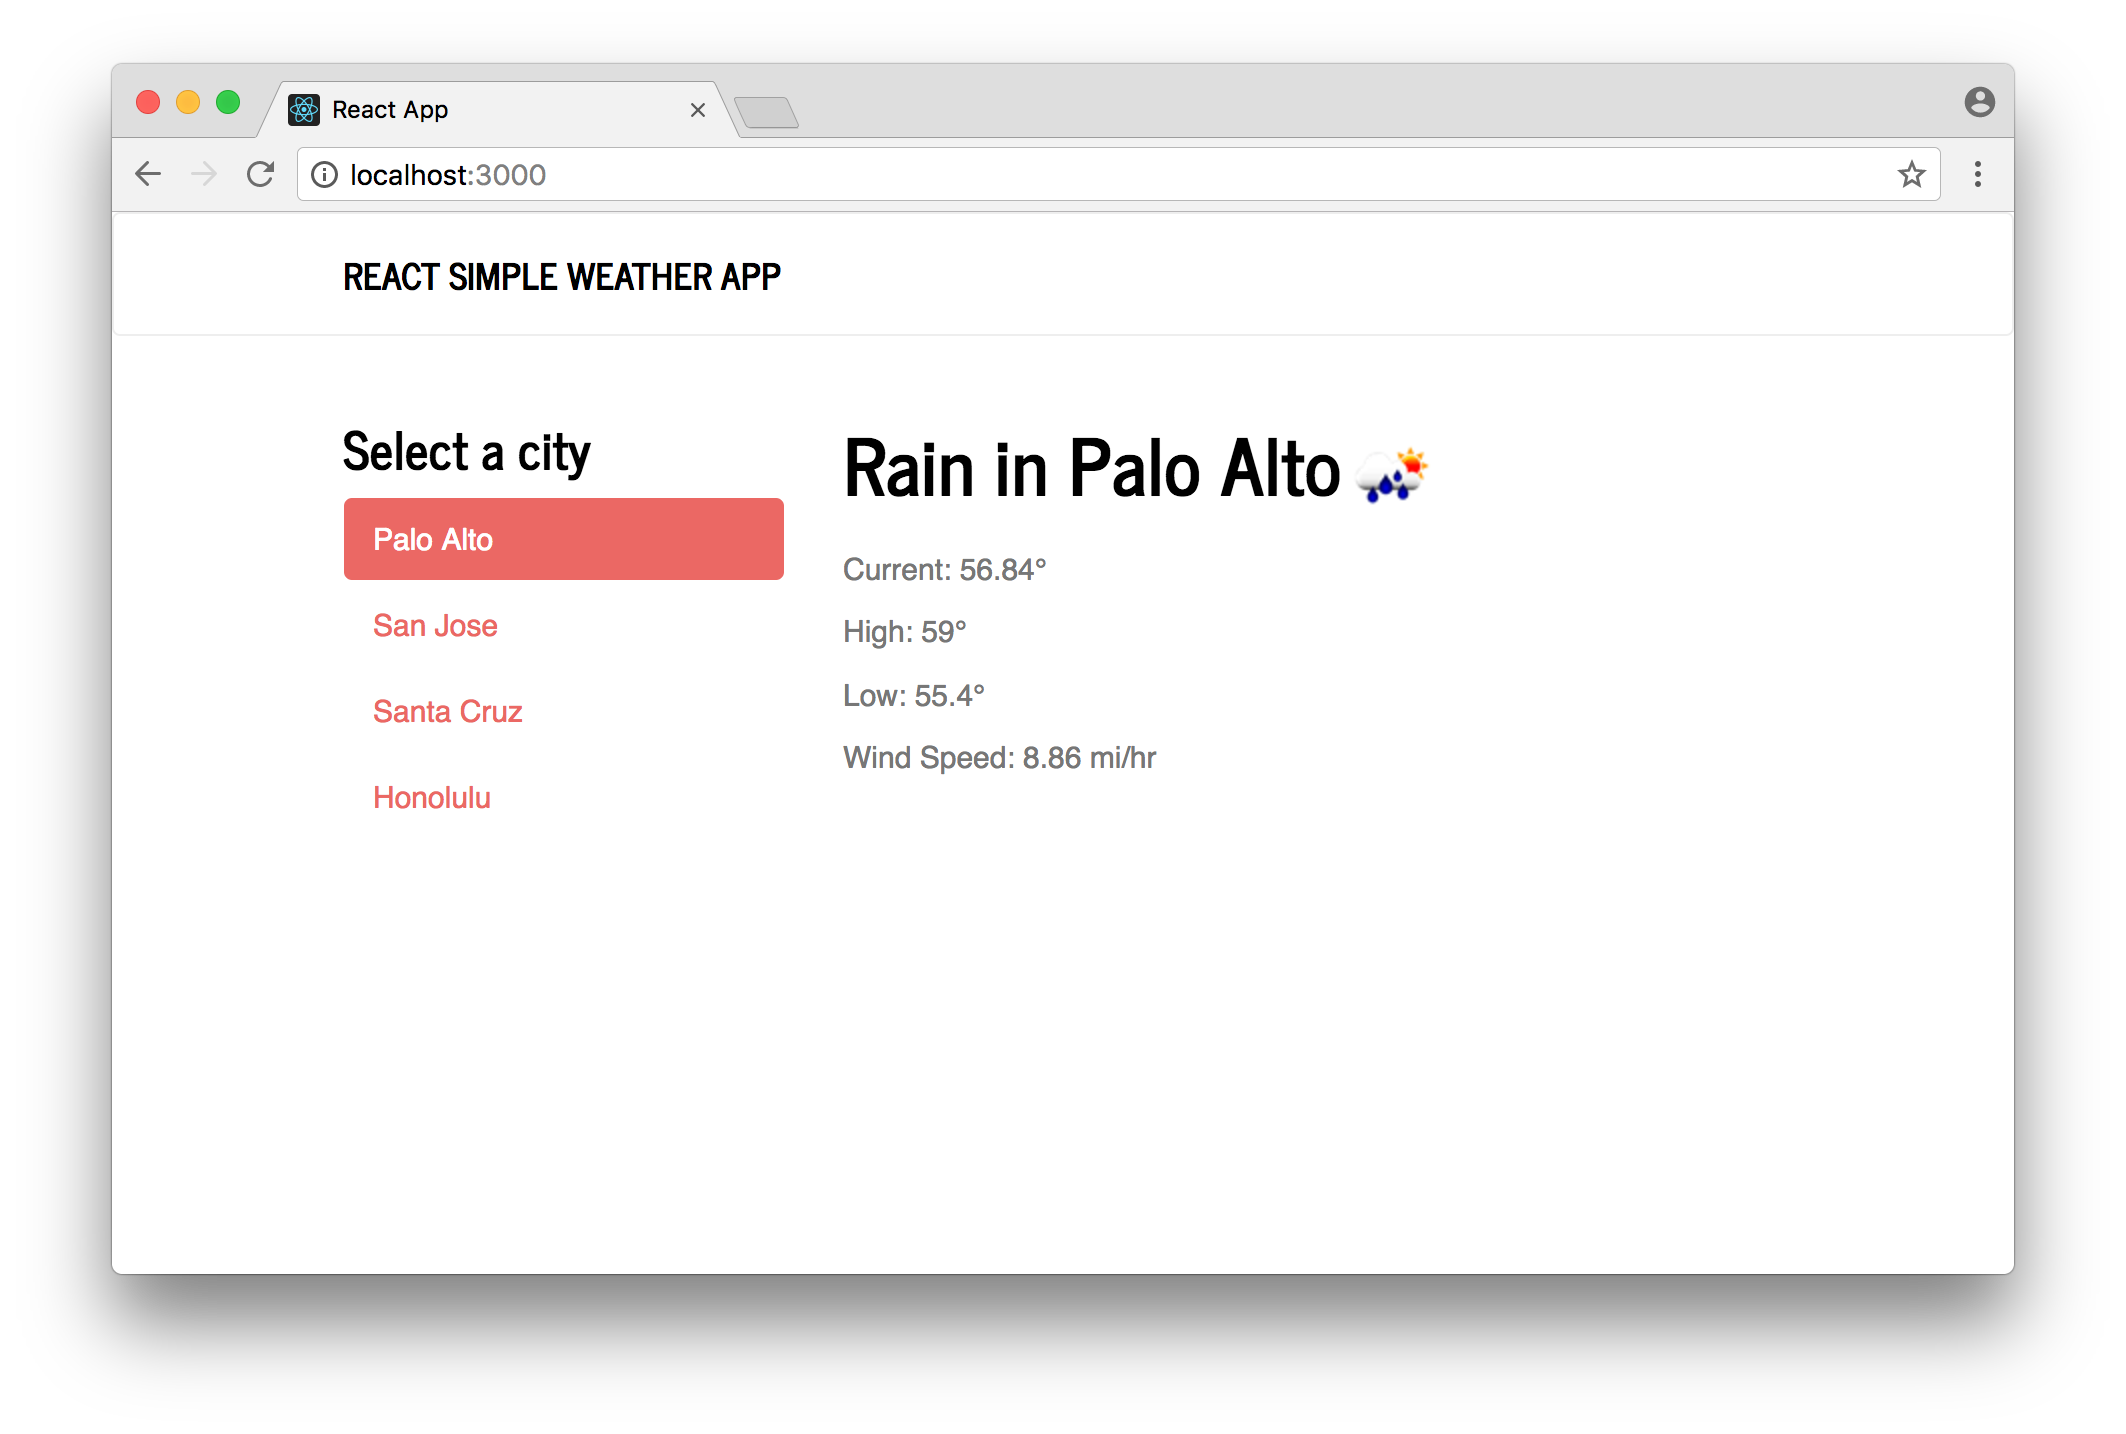 React App
localhost:3000
REACT SIMPLE WEATHER APP
Select a city
Palo Alto
San Jose
Santa Cruz
Honolulu
Rain in Palo Alto
Current: 56.84°
High: 59°
Low: 55.4°
Wind Speed: 8.86 mi/hr